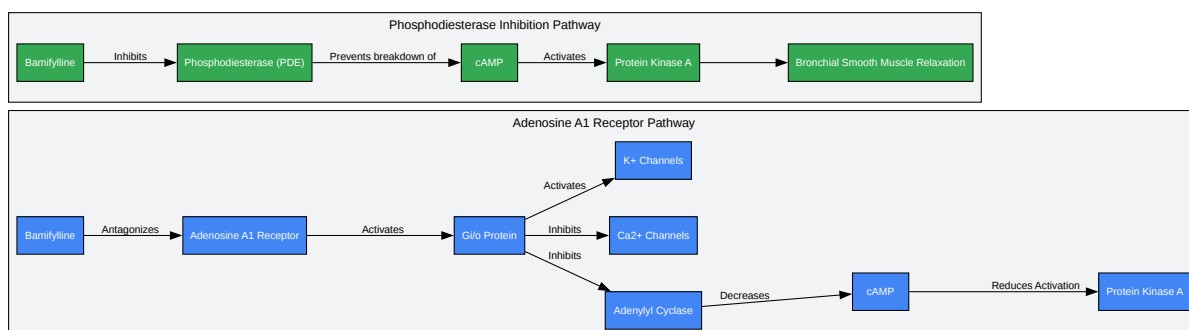 Phosphodiesterase Inhibition Pathway
Bamifylline
Inhibits
Phosphodiesterase (PDE)
Prevents breakdown of
cAMP
Activates
Protein Kinase A
Bronchial Smooth Muscle Relaxation
Adenosine A1 Receptor Pathway
Bamifylline
Antagonizes
Adenosine A1 Receptor
Activates
Gi/o Protein
Activates
K+ Channels
Inhibits
Ca2+ Channels
Inhibits
Adenylyl Cyclase
Decreases
cAMP
Reduces Activation
Protein Kinase A